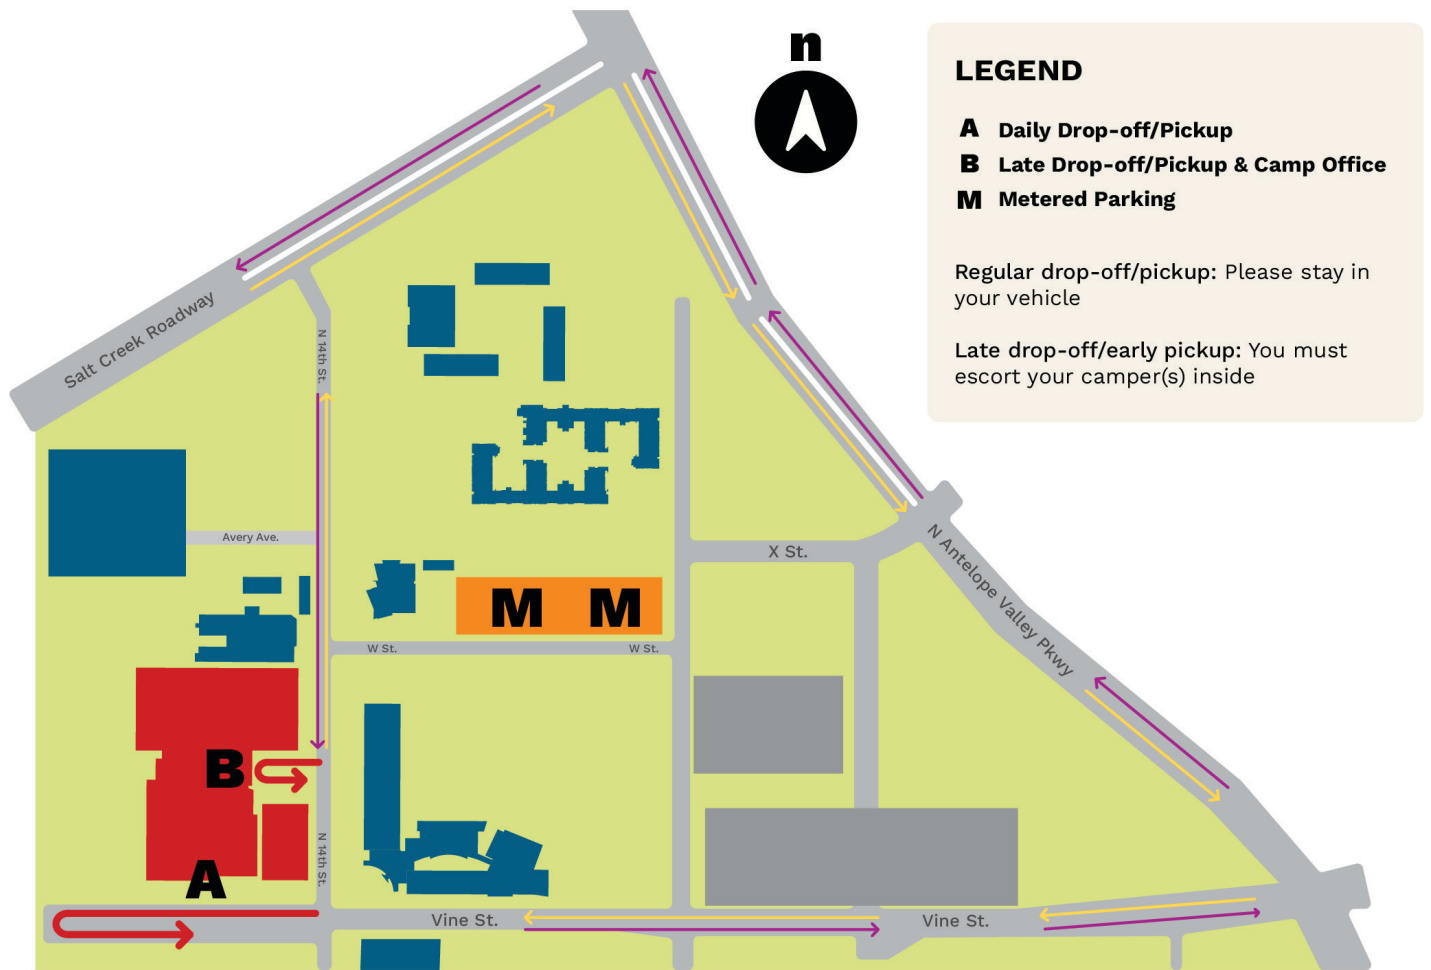 n
LEGEND
A Daily Drop-off/Pickup
B Late Drop-off/Pickup & Camp Office
M Metered Parking
Regular drop-off/pickup: Please stay in
your vehicle
Late drop-off/early pickup: You must
escort your camper(s) inside
Salt Creek Roadway
N 14th St.
Avery Ave.
X St.
N Antelope Valley Pkwy
M M
W St.
W St.
B
N 14th St.
A
Vine St.
Vine St.